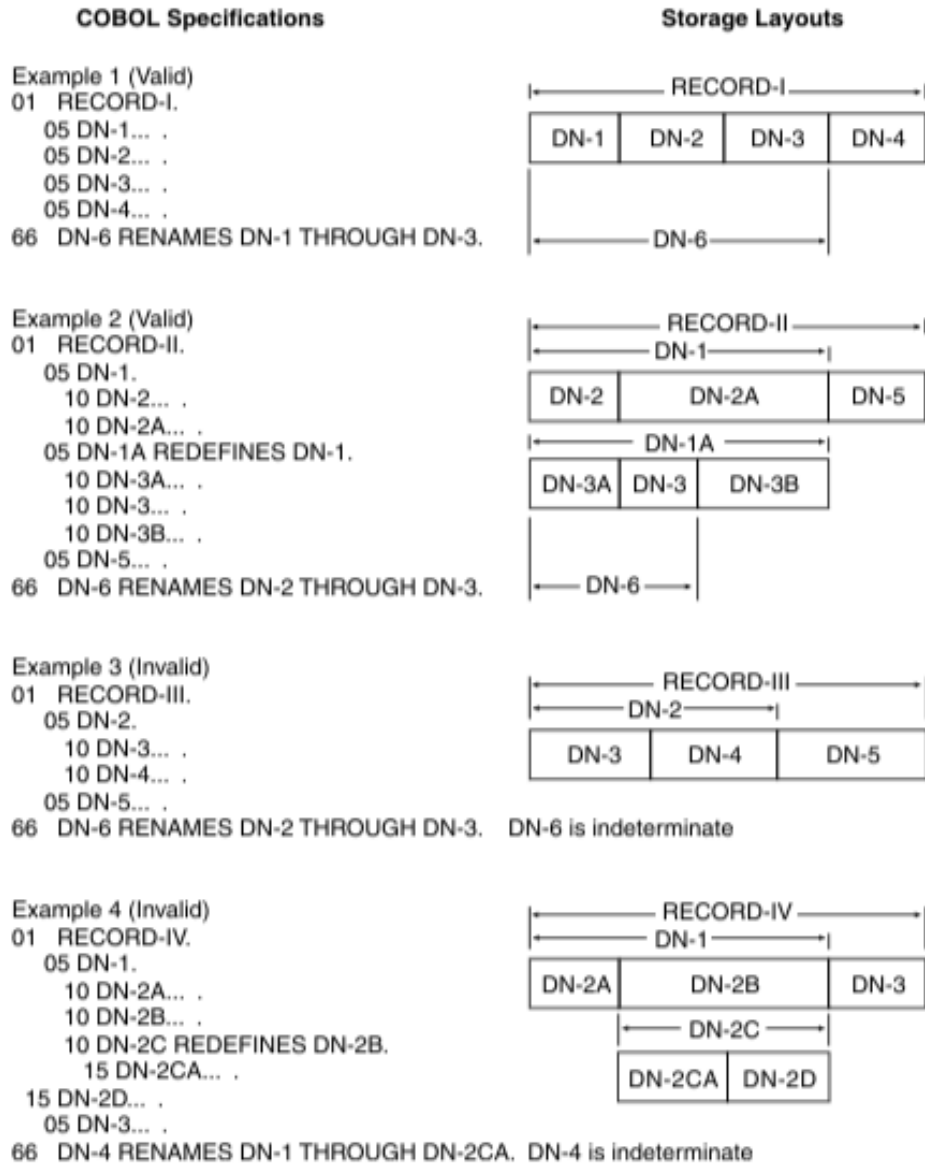 COBOL Specifications
Storage Layouts
Example 1 (Valid)
01 RECORD-I.
05 DN-1... .
05 DN-2... .
05 DN-3... .
05 DN-4... .
66 DN-6 RENAMES DN-1 THROUGH DN-3.
RECORD-I
DN-1 DN-2 DN-3 DN-4
DN-6
Example 2 (Valid)
01 RECORD-II.
05 DN-1.
10 DN-2... .
10 DN-2A... .
05 DN-1A REDEFINES DN-1.
10 DN-3A... .
10 DN-3... .
10 DN-3B... .
05 DN-5... .
66 DN-6 RENAMES DN-2 THROUGH DN-3.
RECORD-II
DN-1
DN-2 DN-2A DN-5
DN-1A
DN-3A DN-3 DN-3B
DN-6
Example 3 (Invalid)
01 RECORD-III.
05 DN-2.
10 DN-3... .
10 DN-4... .
05 DN-5... .
66 DN-6 RENAMES DN-2 THROUGH DN-3. DN-6 is indeterminate
RECORD-III
DN-2
DN-3 DN-4 DN-5
Example 4 (Invalid)
01 RECORD-IV.
05 DN-1.
10 DN-2A... .
10 DN-2B... .
10 DN-2C REDEFINES DN-2B.
15 DN-2CA... .
15 DN-2D... .
05 DN-3... .
66 DN-4 RENAMES DN-1 THROUGH DN-2CA. DN-4 is indeterminate
RECORD-IV
DN-1
DN-2A DN-2B DN-3
DN-2C
DN-2CA DN-2D